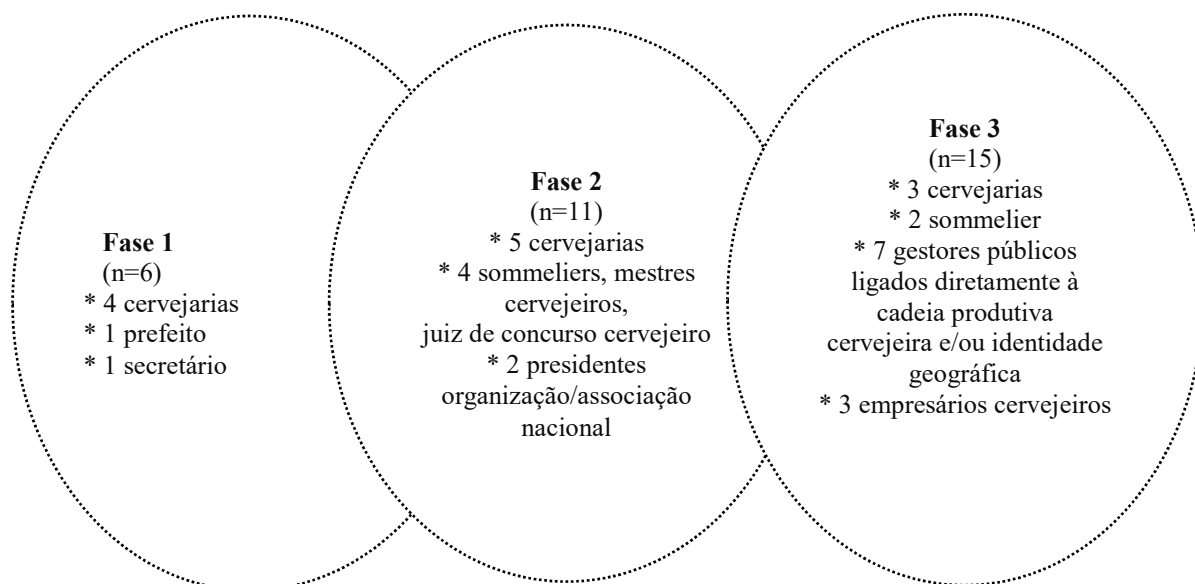 Fase 1
(n=6)
* 4 cervejarias
* 1 prefeito
* 1 secretário
Fase 2
(n=11)
* 5 cervejarias
* 4 sommeliers, mestres
cervejeiros,
juiz de concurso cervejeiro
* 2 presidentes
organização/associação
nacional
Fase 3
(n=15)
* 3 cervejarias
* 2 sommelier
* 7 gestores públicos
ligados diretamente à
cadeia produtiva
cervejeira e/ou identidade
geográfica
* 3 empresários cervejeiros